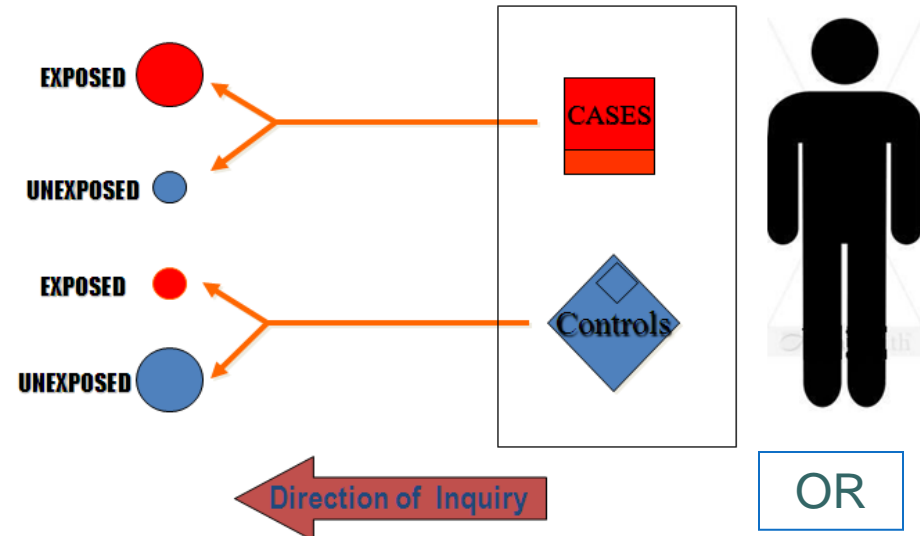 EXPOSED
CASES
UNEXPOSED
EXPOSED
Controls
UNEXPOSED
Direction of Inquiry
OR